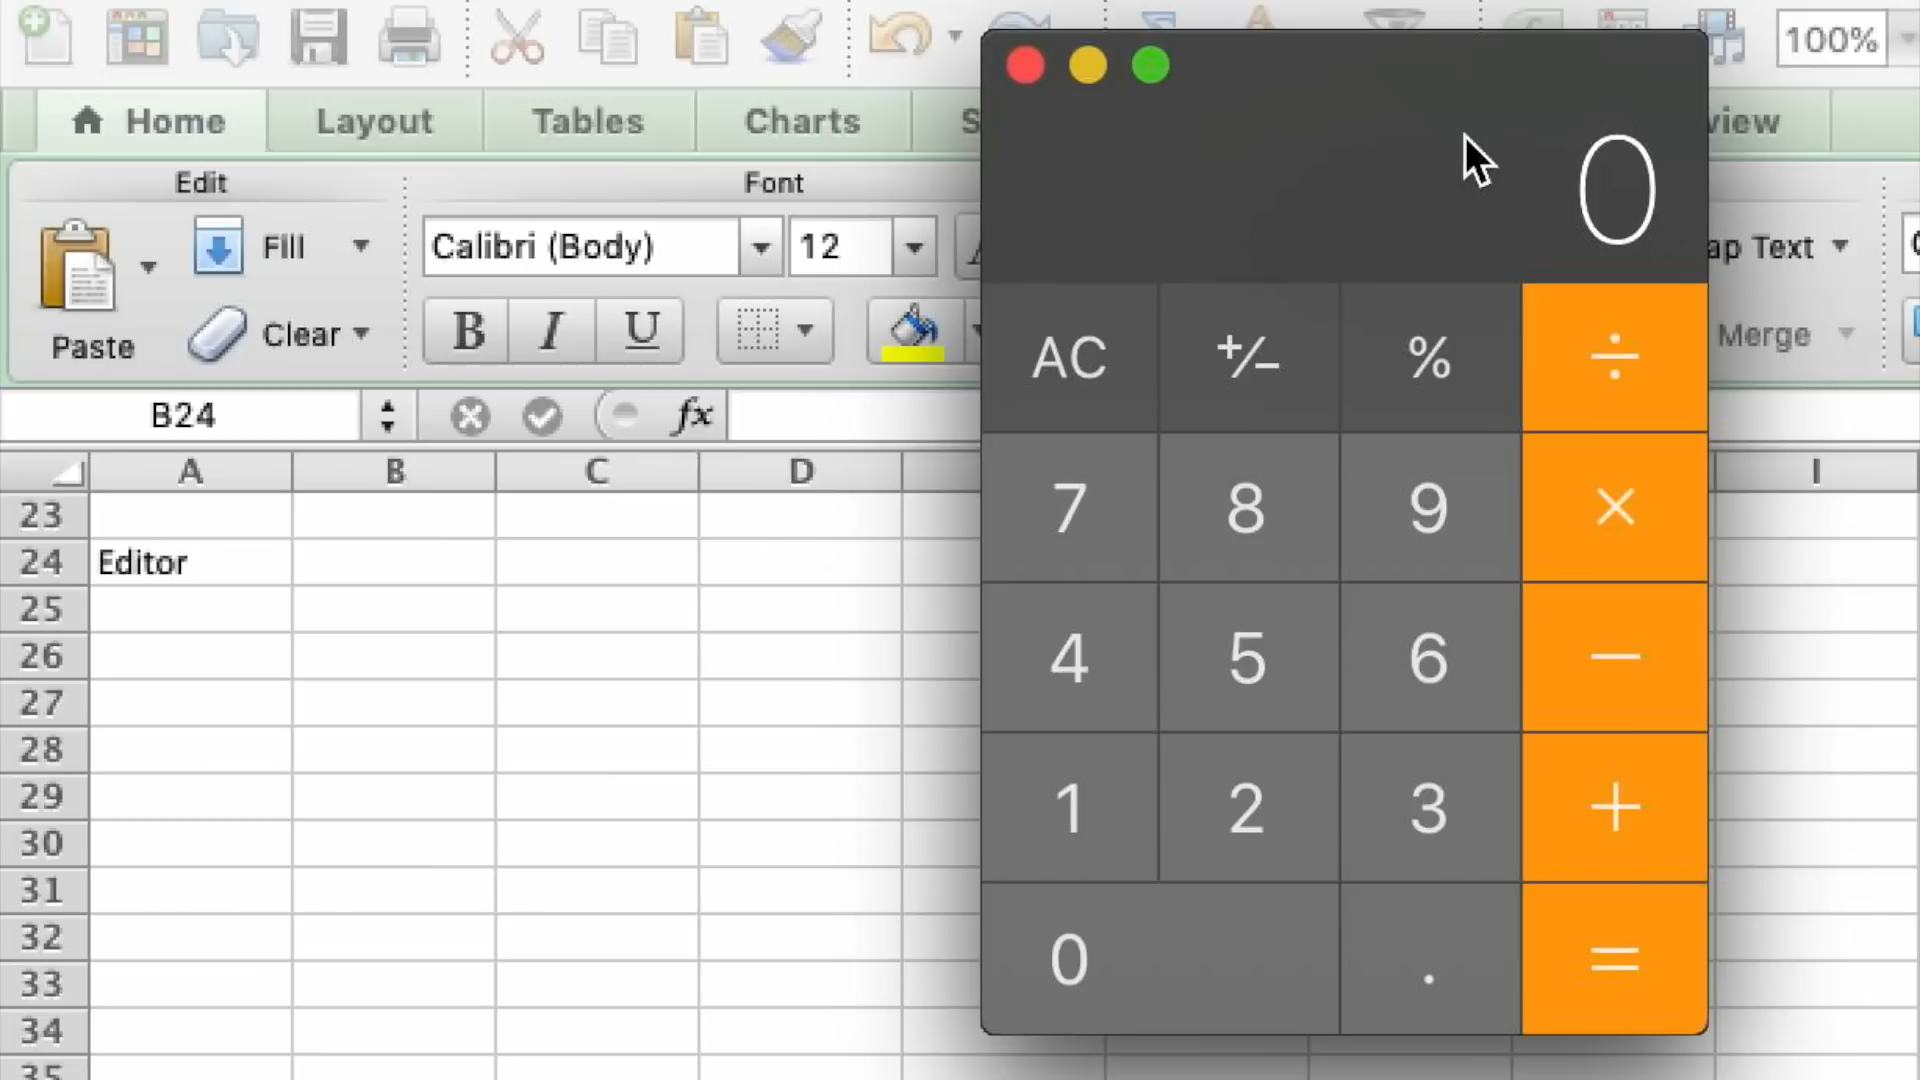 100%
Home Layout Tables Charts S view
Edit Font
Calibri (Body) 12 ap Text
Fill
Paste Clear B I U Merge
B24 fx
A B C D I
23
24 Editor
25
26
27
28
29
30
31
32
33
34
35
0
AC +/− % ÷
7 8 9 ×
4 5 6 −
1 2 3 +
0 . =